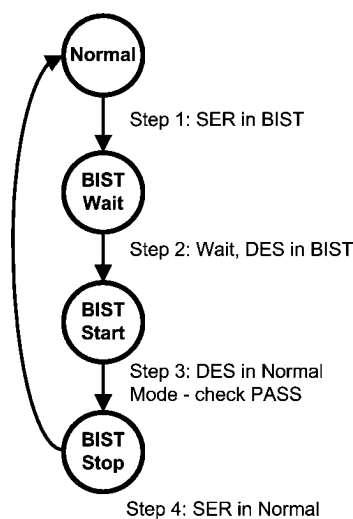 Normal
Step 1: SER in BIST
BIST
Wait
Step 2: Wait, DES in BIST
BIST
Start
Step 3: DES in Normal
Mode - check PASS
BIST
Stop
Step 4: SER in Normal